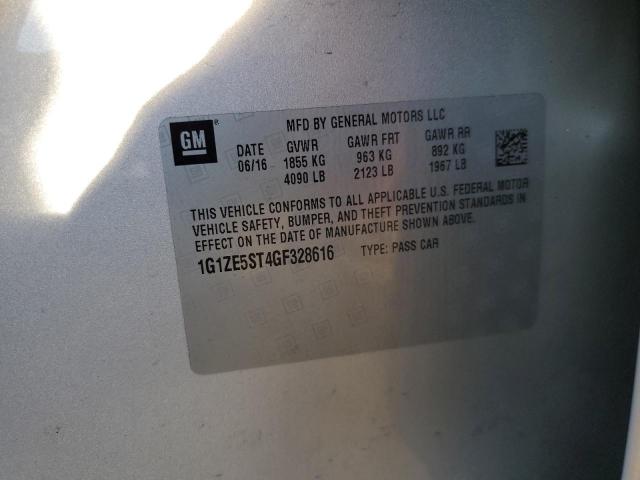 GM
MFD BY GENERAL MOTORS LLC
DATE GVWR GAWR FRT GAWR RR
06/16 1855 KG 963 KG 892 KG
4090 LB 2123 LB 1967 LB
THIS VEHICLE CONFORMS TO ALL APPLICABLE U.S. FEDERAL MOTOR
VEHICLE SAFETY, BUMPER, AND THEFT PREVENTION STANDARDS IN
EFFECT ON THE DATE OF MANUFACTURE SHOWN ABOVE.
1G1ZE5ST4GF328616 TYPE: PASS CAR